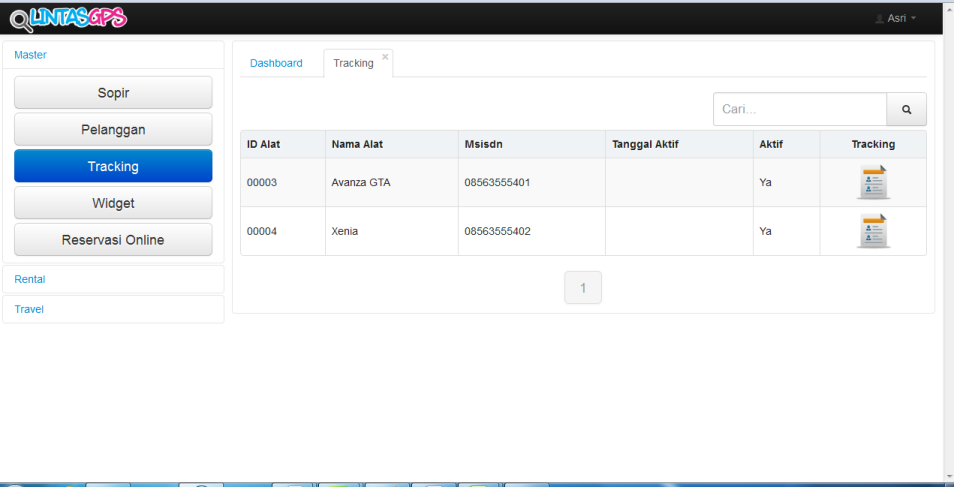 LINTASGPS
Asri
Master
Sopir
Pelanggan
Tracking
Widget
Reservasi Online
Rental
Travel
Dashboard Tracking
Cari...
ID Alat Nama Alat Msisdn Tanggal Aktif Aktif Tracking
00003 Avanza GTA 08563555401 Ya
00004 Xenia 08563555402 Ya
1